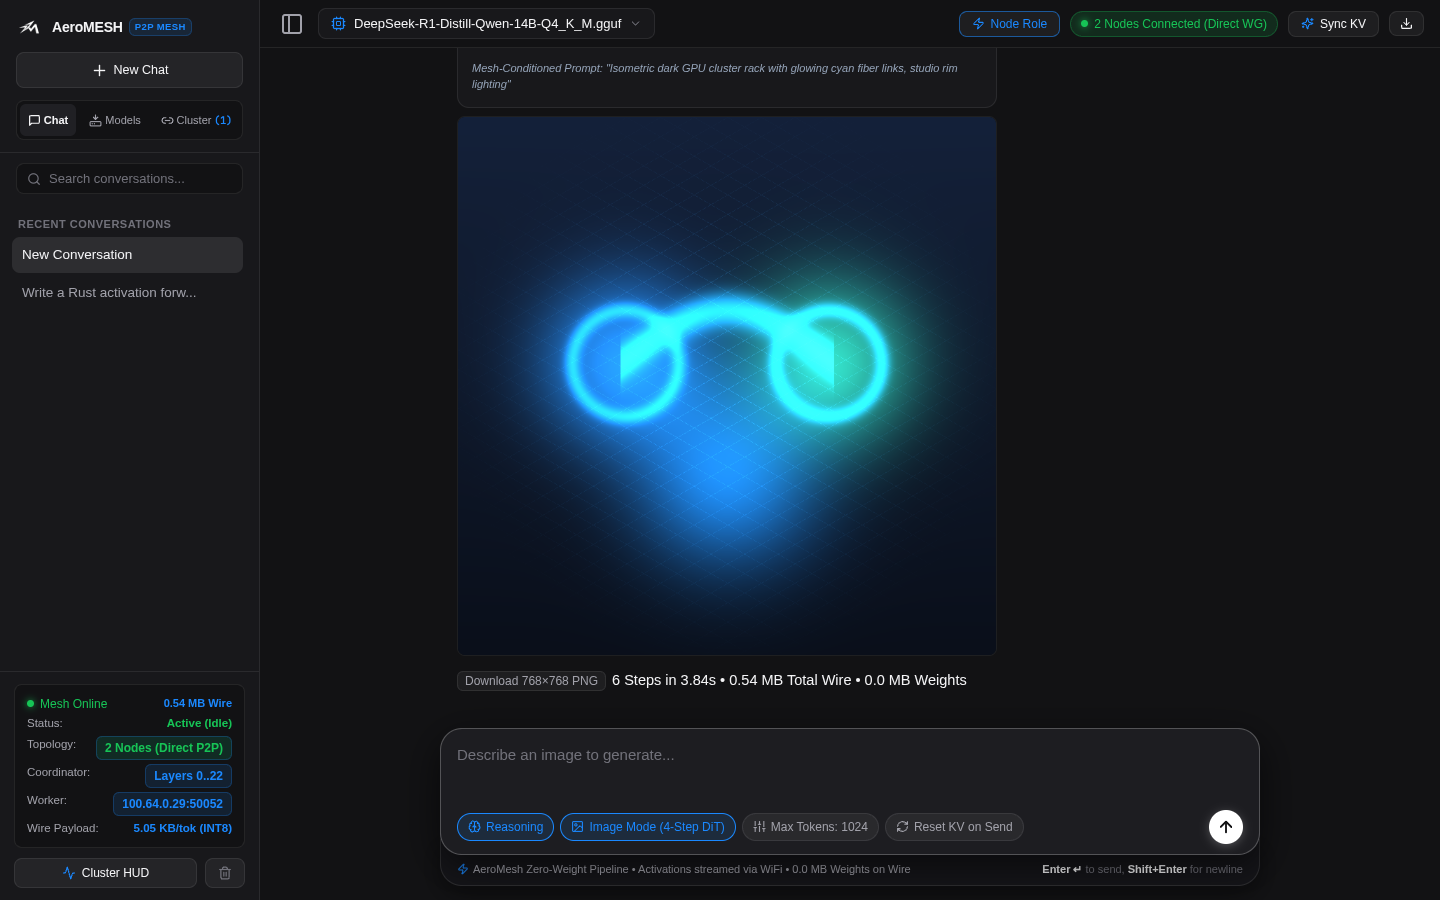 AeroMESH P2P MESH
New Chat
Chat Models Cluster (1)
Search conversations...
RECENT CONVERSATIONS
New Conversation
Write a Rust activation forw...
Mesh Online 0.54 MB Wire
Status: Active (Idle)
Topology: 2 Nodes (Direct P2P)
Coordinator: Layers 0..22
Worker: 100.64.0.29:50052
Wire Payload: 5.05 KB/tok (INT8)
Cluster HUD
DeepSeek-R1-Distill-Qwen-14B-Q4_K_M.gguf
Node Role
2 Nodes Connected (Direct WG)
Sync KV
Mesh-Conditioned Prompt: "Isometric dark GPU cluster rack with glowing cyan fiber links, studio rim
lighting"
Download 768×768 PNG 6 Steps in 3.84s • 0.54 MB Total Wire • 0.0 MB Weights
Describe an image to generate...
Reasoning Image Mode (4-Step DiT) Max Tokens: 1024 Reset KV on Send
AeroMesh Zero-Weight Pipeline • Activations streamed via WiFi • 0.0 MB Weights on Wire
Enter ↵ to send, Shift+Enter for newline